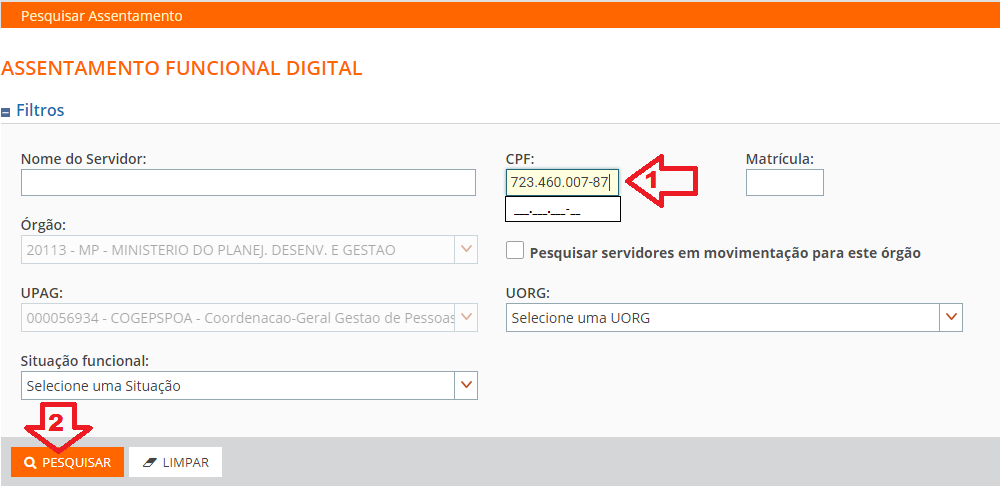 Pesquisar Assentamento
ASSENTAMENTO FUNCIONAL DIGITAL
Filtros
Nome do Servidor:
CPF:
Matrícula:
723.460.007-87
1
___.___.___-__
Órgão:
20113 - MP - MINISTERIO DO PLANEJ. DESENV. E GESTAO
Pesquisar servidores em movimentação para este órgão
UPAG:
UORG:
000056934 - COGEPSPOA - Coordenacao-Geral Gestao de Pessoas
Selecione uma UORG
Situação funcional:
Selecione uma Situação
2
PESQUISAR
LIMPAR